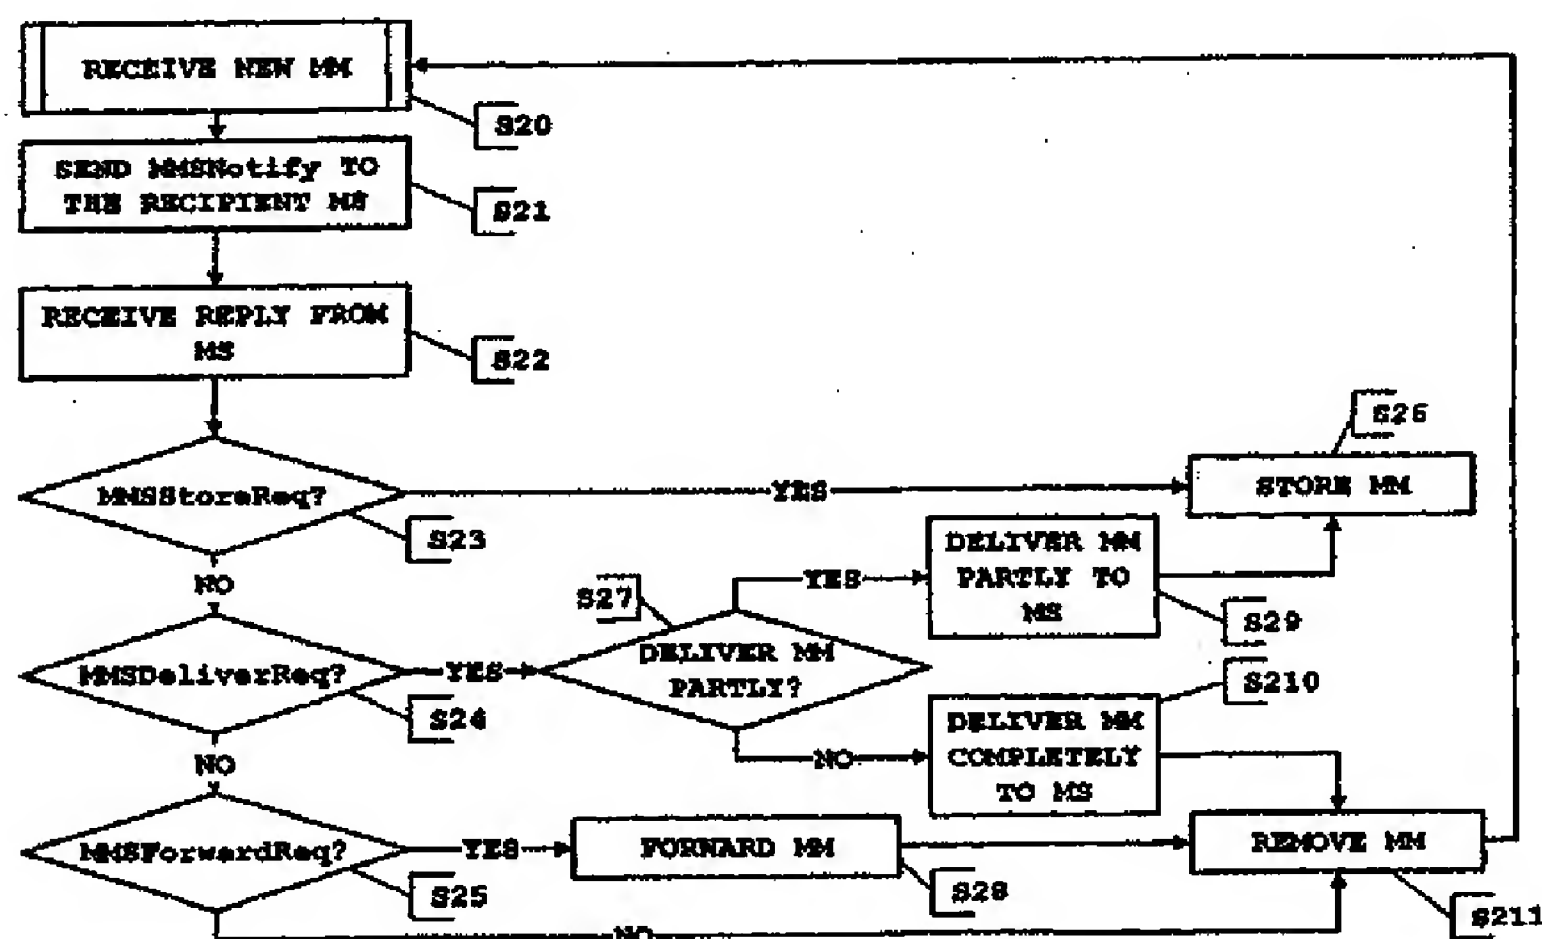 RECEIVE NEW MM
S20
SEND MMSNotify TO
THE RECIPIENT MS
S21
RECEIVE REPLY FROM
MS
S22
S26
MMSStoreReq?
YES
STORE MM
S23
NO
DELIVER MM
PARTLY TO
MS
YES
S27
S29
MMSDeliverReq?
YES
DELIVER MM
PARTLY?
S24
S210
NO
NO
DELIVER MM
COMPLETELY
TO MS
MMSForwardReq?
YES
FORWARD MM
REMOVE MM
S25
S28
S211
NO